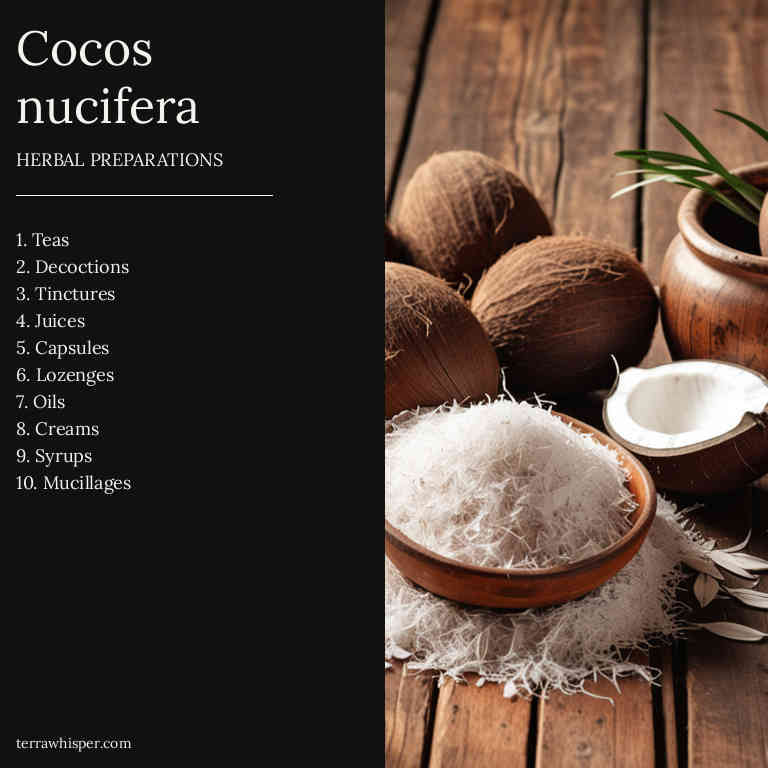 Cocos
nucifera
HERBAL PREPARATIONS
1. Teas
2. Decoctions
3. Tinctures
4. Juices
5. Capsules
6. Lozenges
7. Oils
8. Creams
9. Syrups
10. Mucillages
terrawhisper.com